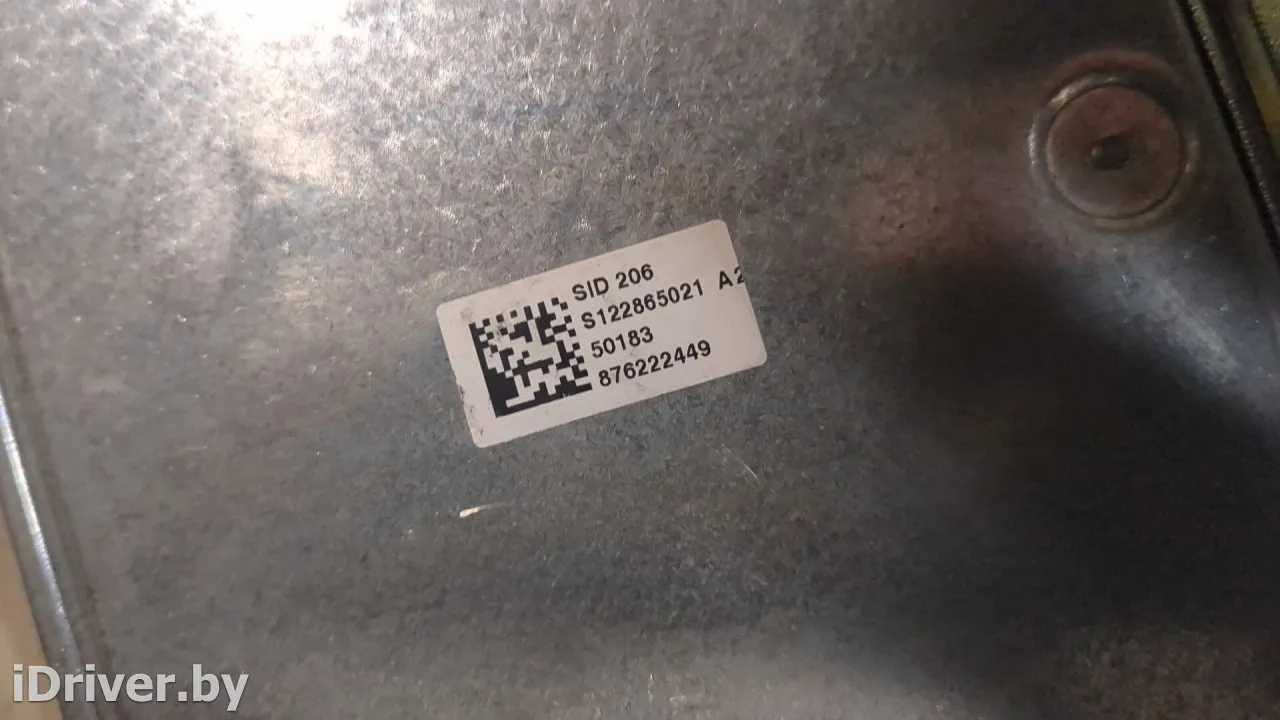 SID 206
S122865021 A2
50183
876222449
iDriver.by